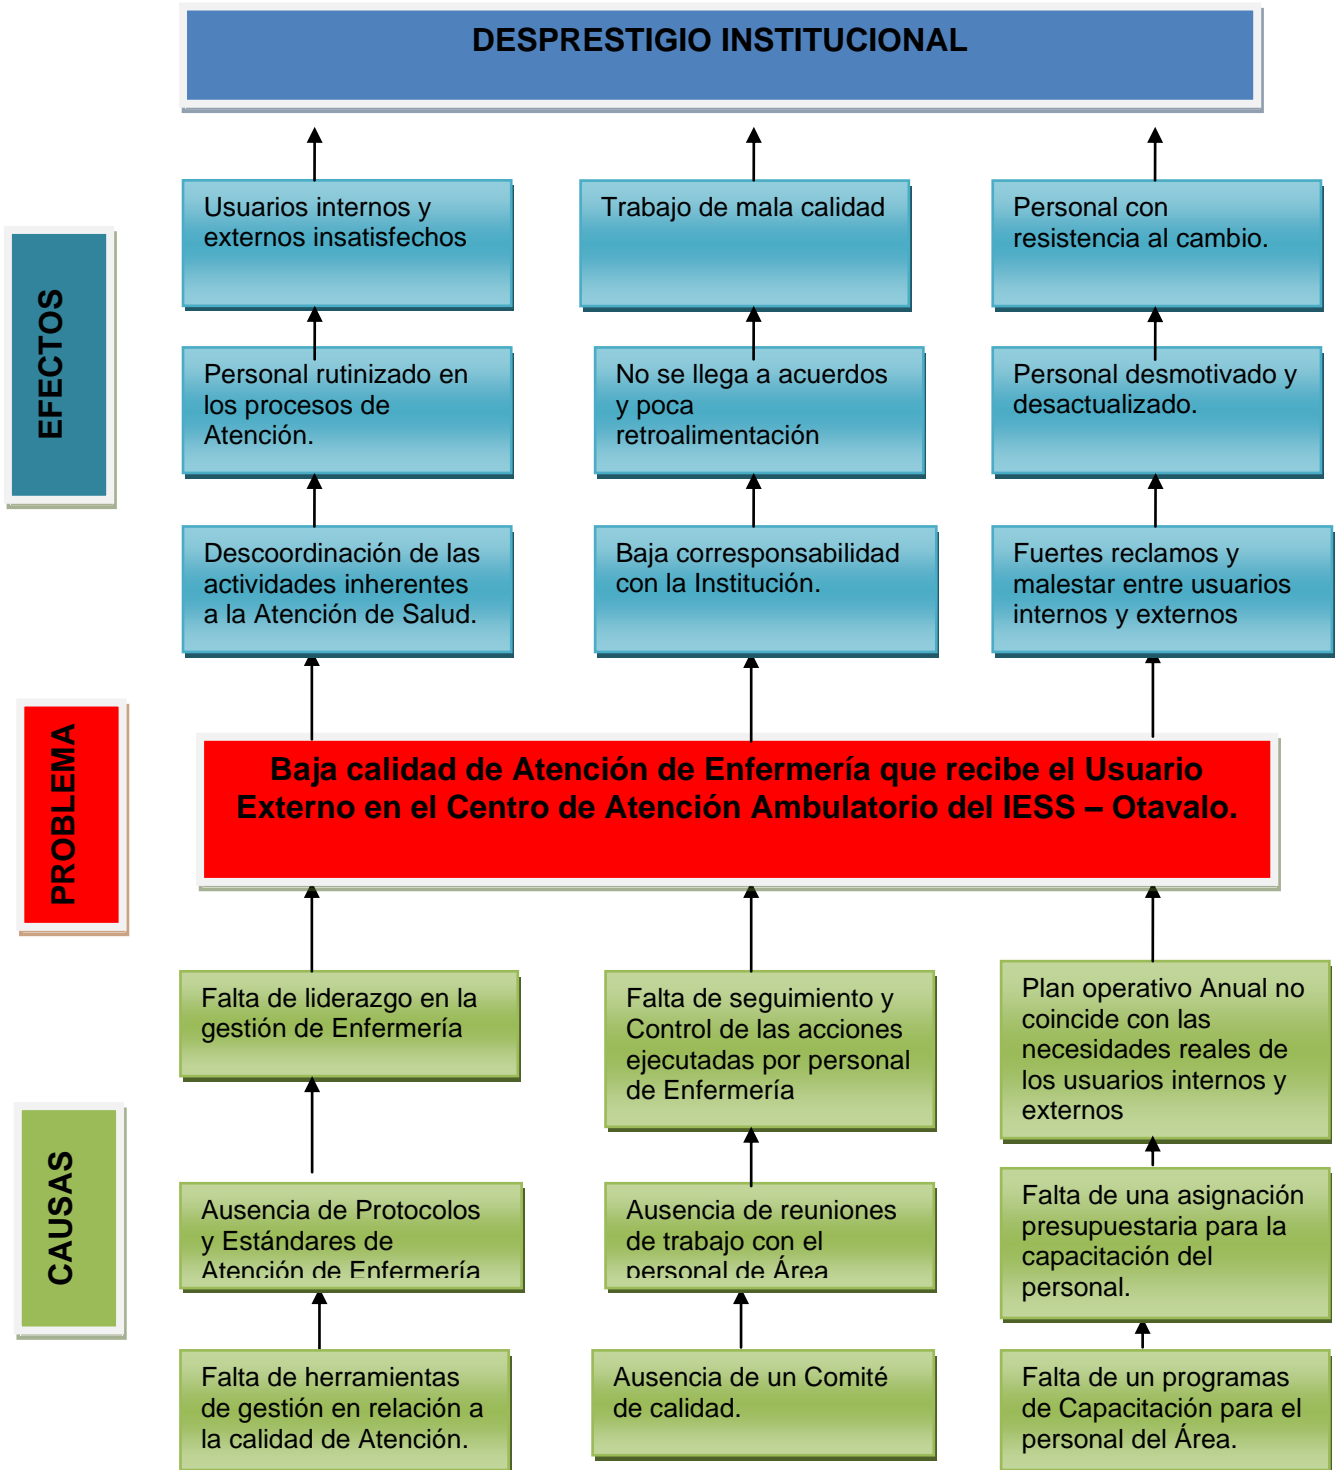 DESPRESTIGIO INSTITUCIONAL
EFECTOS
Usuarios internos y
externos insatisfechos
Trabajo de mala calidad
Personal con
resistencia al cambio.
Personal rutinizado en
los procesos de
Atención.
No se llega a acuerdos
y poca
retroalimentación
Personal desmotivado y
desactualizado.
Descoordinación de las
actividades inherentes
a la Atención de Salud.
Baja corresponsabilidad
con la Institución.
Fuertes reclamos y
malestar entre usuarios
internos y externos
PROBLEMA
Baja calidad de Atención de Enfermería que recibe el Usuario
Externo en el Centro de Atención Ambulatorio del IESS – Otavalo.
CAUSAS
Falta de liderazgo en la
gestión de Enfermería
Falta de seguimiento y
Control de las acciones
ejecutadas por personal
de Enfermería
Plan operativo Anual no
coincide con las
necesidades reales de
los usuarios internos y
externos
Ausencia de Protocolos
y Estándares de
Atención de Enfermería
Ausencia de reuniones
de trabajo con el
personal de Área
Falta de una asignación
presupuestaria para la
capacitación del
personal.
Falta de herramientas
de gestión en relación a
la calidad de Atención.
Ausencia de un Comité
de calidad.
Falta de un programas
de Capacitación para el
personal del Área.